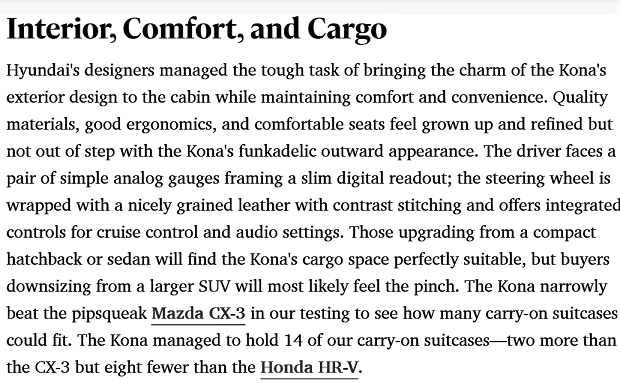 Interior, Comfort, and Cargo
Hyundai's designers managed the tough task of bringing the charm of the Kona's
exterior design to the cabin while maintaining comfort and convenience. Quality
materials, good ergonomics, and comfortable seats feel grown up and refined but
not out of step with the Kona's funkadelic outward appearance. The driver faces a
pair of simple analog gauges framing a slim digital readout; the steering wheel is
wrapped with a nicely grained leather with contrast stitching and offers integrated
controls for cruise control and audio settings. Those upgrading from a compact
hatchback or sedan will find the Kona's cargo space perfectly suitable, but buyers
downsizing from a larger SUV will most likely feel the pinch. The Kona narrowly
beat the pipsqueak Mazda CX-3 in our testing to see how many carry-on suitcases
could fit. The Kona managed to hold 14 of our carry-on suitcases—two more than
the CX-3 but eight fewer than the Honda HR-V.